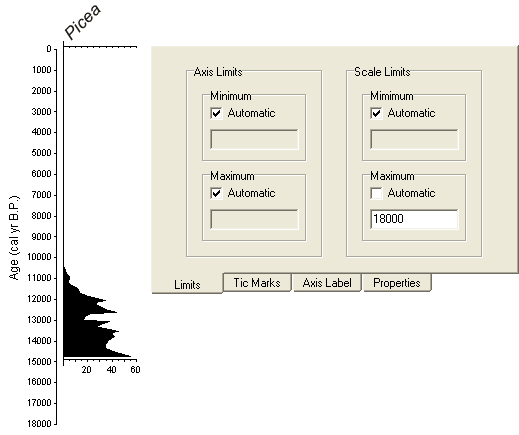 Picea
0
1000
2000
3000
4000
5000
6000
7000
8000
9000
10000
11000
12000
13000
14000
15000
16000
17000
18000
Age (cal yr B.P.)
20 40 60
Axis Limits
Minimum
Automatic
Maximum
Automatic
Scale Limits
Mimimum
Automatic
Maximum
Automatic
18000
Limits Tic Marks Axis Label Properties